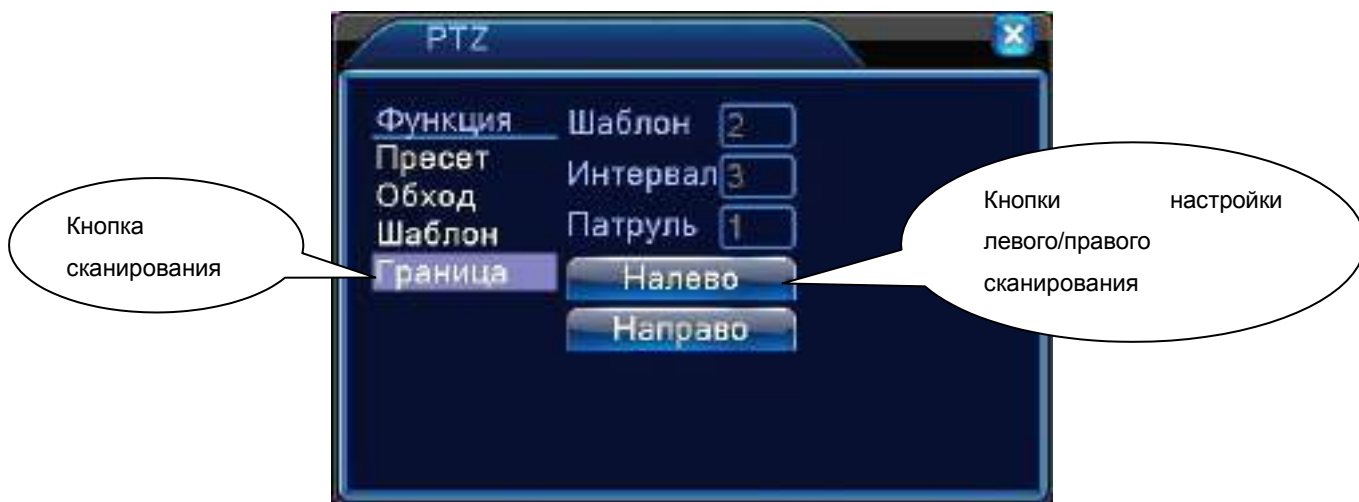 PTZ
Функция
Пресет
Обход
Шаблон
Граница
Шаблон 2
Интервал 3
Патруль 1
Налево
Направо
Кнопка
сканирования
Кнопки настройки
левого/правого
сканирования